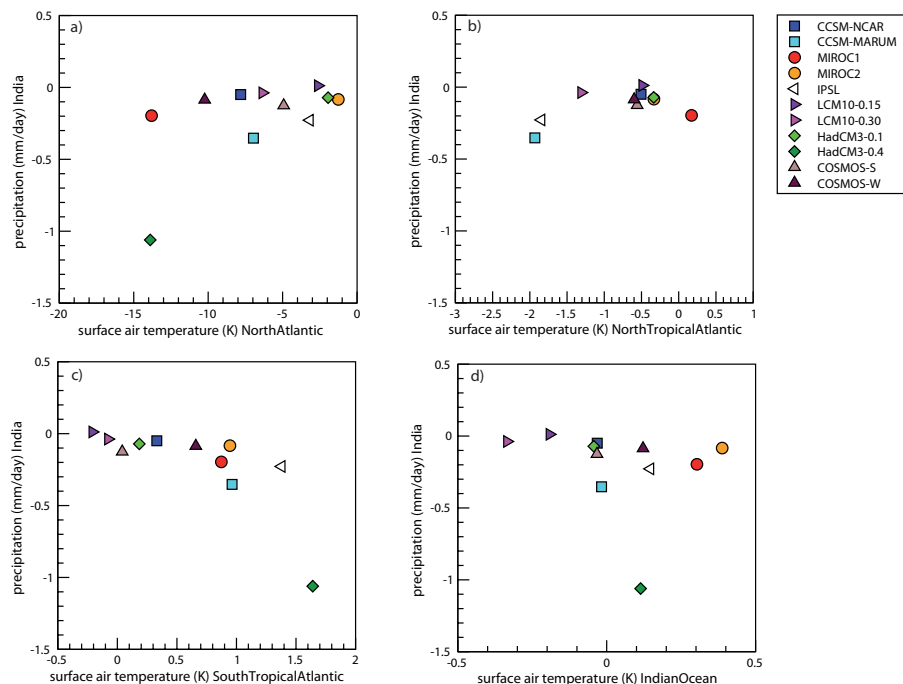 a)
0.5
0
-0.5
-1
-1.5
-20
-15
-10
-5
0
precipitation (mm/day) India
surface air temperature (K) NorthAtlantic
b)
0.5
0
-0.5
-1
-1.5
-3
-2.5
-2
-1.5
-1
-0.5
0
0.5
1
precipitation (mm/day) India
surface air temperature (K) NorthTropicalAtlantic
CCSM-NCAR
CCSM-MARUM
MIROC1
MIROC2
IPSL
LCM10-0.15
LCM10-0.30
HadCM3-0.1
HadCM3-0.4
COSMOS-S
COSMOS-W
c)
0.5
0
-0.5
-1
-1.5
-0.5
0
0.6
1
1.4
2
precipitation (mm/day) India
surface air temperature (K) SouthTropicalAtlantic
d)
0.5
0
-0.5
-1
-1.5
-0.5
0
0.5
precipitation (mm/day) India
surface air temperature (K) IndianOcean